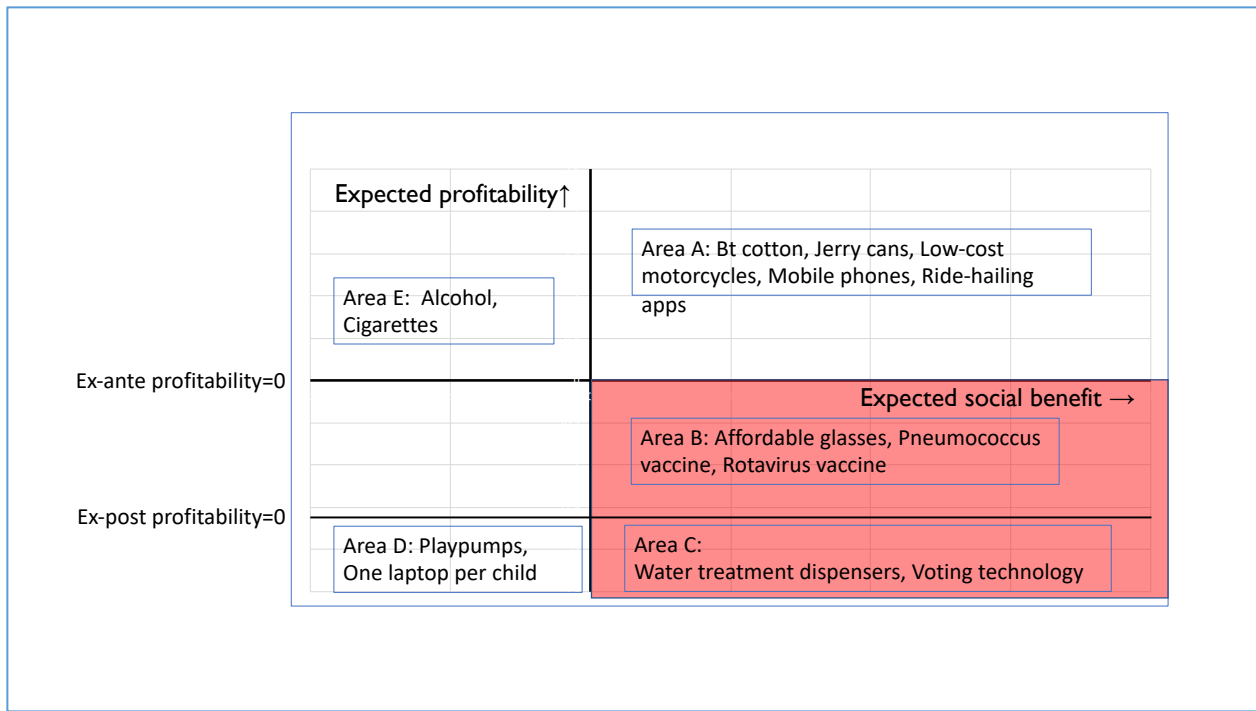 Expected profitability↑
Area A: Bt cotton, Jerry cans, Low-cost
motorcycles, Mobile phones, Ride-hailing
apps
Area E:  Alcohol,
Cigarettes
Ex-ante profitability=0
Expected social benefit →
Area B: Affordable glasses, Pneumococcus
vaccine, Rotavirus vaccine
Ex-post profitability=0
Area D: Playpumps,
One laptop per child
Area C:
Water treatment dispensers, Voting technology